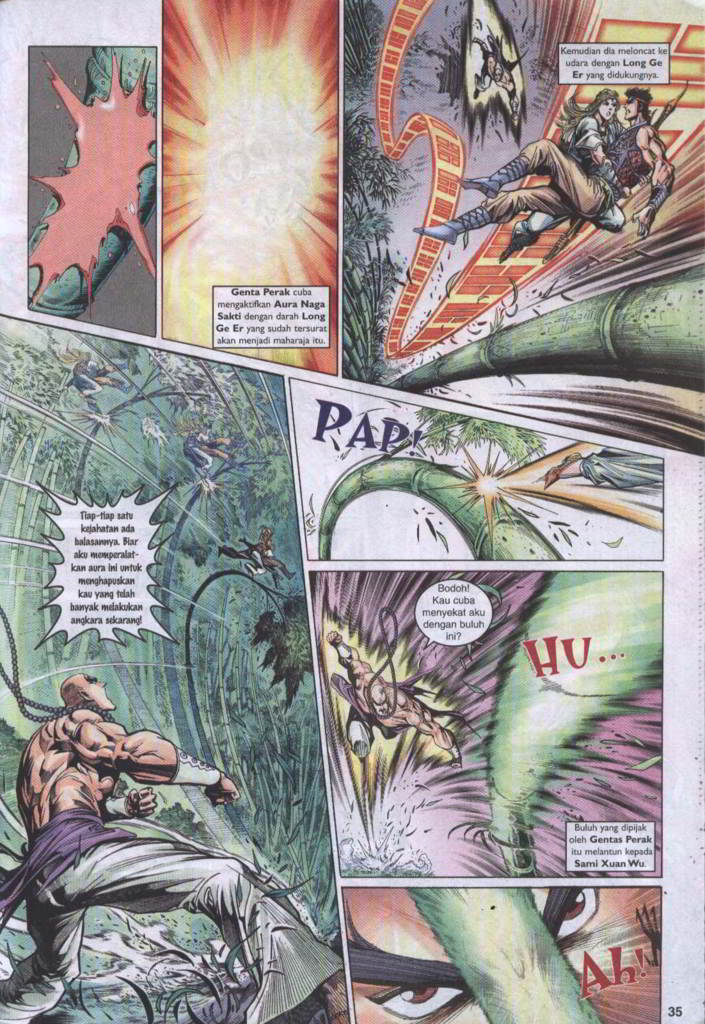 Genta Perak cuba
mengaktifkan Aura Naga
Sakti dengan darah Long
Ge Er yang sudah tersurat
akan menjadi maharaja itu.
Kemudian dia meloncat ke
udara dengan Long Ge
Er yang didukungnya.
Tiap-tiap satu
kejahatan ada
balasannya. Biar
aku memperalat-
kan aura ini untuk
menghapuskan
kau yang telah
banyak melakukan
angkara sekarang!
PAP!
Bodoh!
Kau cuba
menyekat aku
dengan buluh
ini?
HU...
Buluh yang dipijak
oleh Gentas Perak
itu melantun kepada
Sami Xuan Wu.
Ah!
35